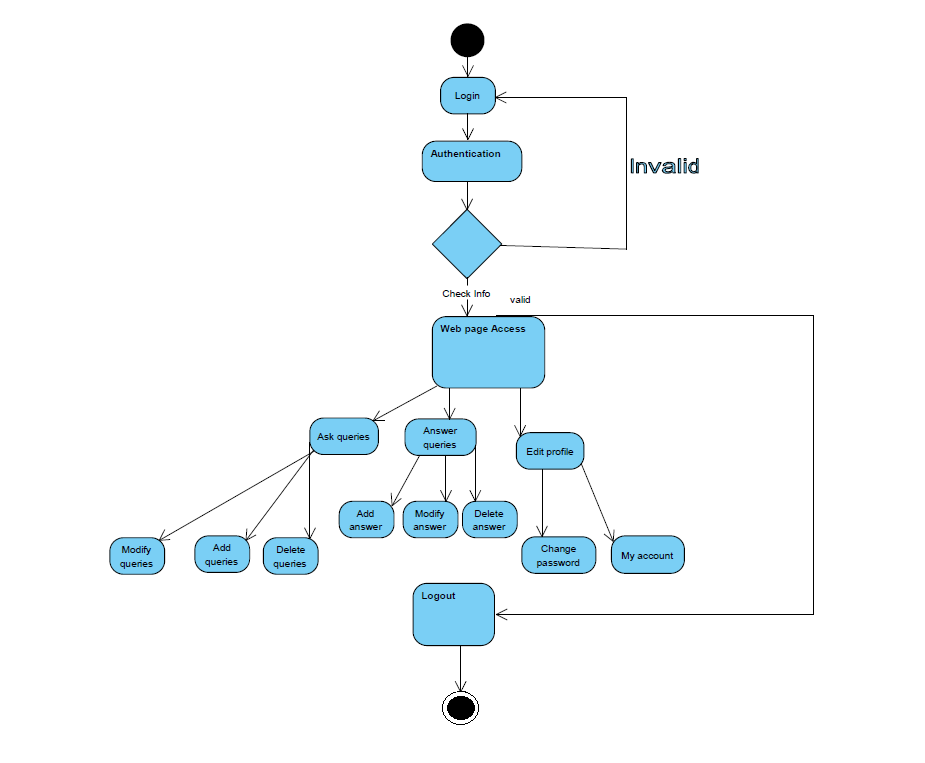 Login
Authentication
Invalid
Check Info
valid
Web page Access
Ask queries
Answer
queries
Edit profile
Add
answer
Modify
answer
Delete
answer
Modify
queries
Add
queries
Delete
queries
Change
password
My account
Logout